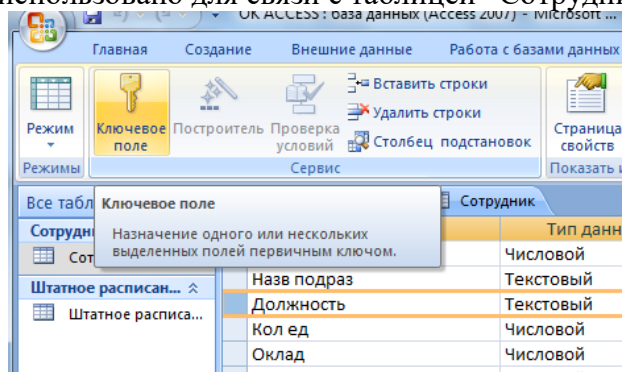 использовано для связи с таблицей "Сотрудни
ОК ACCESS : база данных (Access 2007) - Microsoft ...
Главная Создание Внешние данные Работа с базами данных
Режим Ключевое поле Построитель Проверка условий Вставить строки Удалить строки Столбец подстановок Страница свойств
Режимы Сервис Показать и
Все табл Сотрудник
Ключевое поле
Назначение одного или нескольких
выделенных полей первичным ключом.
Сотрудн Тип данн
Сот Числовой
Назв подраз Текстовый
Штатное расписан...
Должность Текстовый
Штатное расписа...
Кол ед Числовой
Оклад Числовой